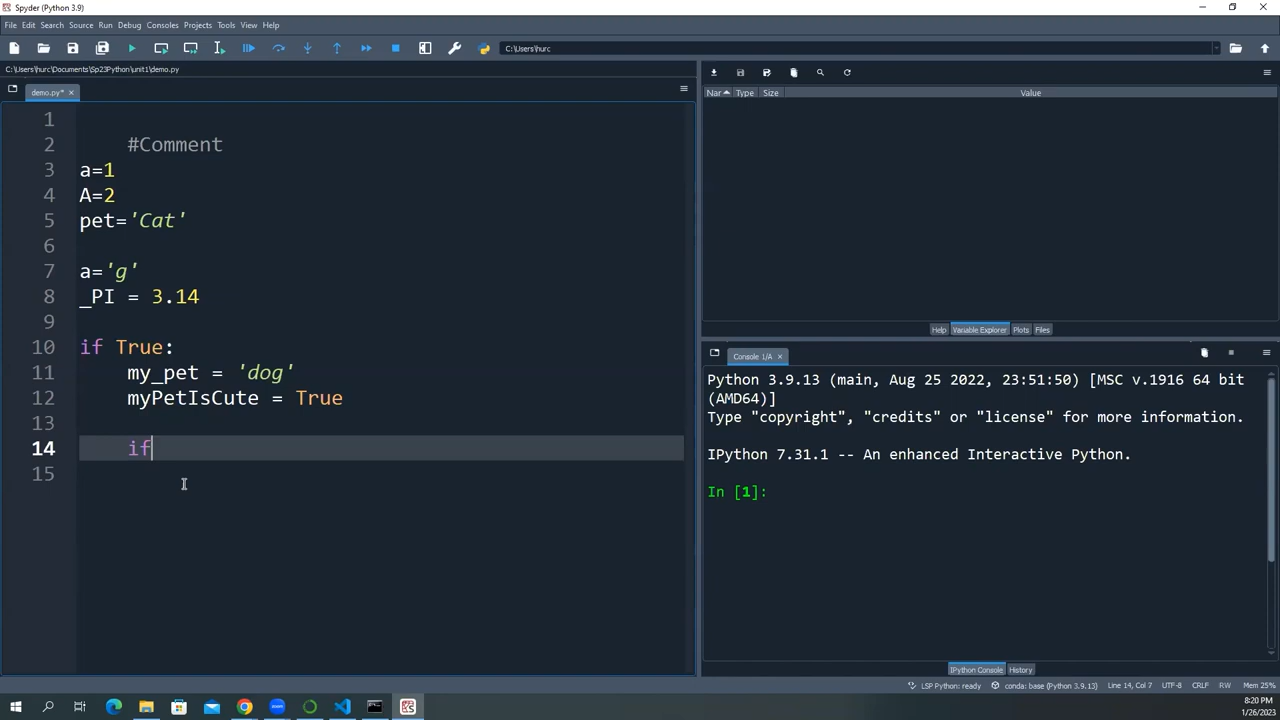 Spyder (Python 3.9)
File Edit Search Source Run Debug Consoles Projects Tools View Help
C:\Users\hurc
C:\Users\hurc\Documents\Sp23Python\unit1\demo.py
demo.py*
1
2 #Comment
3 a=1
4 A=2
5 pet='Cat'
6
7 a='g'
8 _PI = 3.14
9
10 if True:
11 my_pet = 'dog'
12 myPetIsCute = True
13
14 if
15
Nar Type Size Value
Help Variable Explorer Plots Files
Console 1/A
Python 3.9.13 (main, Aug 25 2022, 23:51:50) [MSC v.1916 64 bit
(AMD64)]
Type "copyright", "credits" or "license" for more information.
IPython 7.31.1 -- An enhanced Interactive Python.
In [1]:
IPython Console History
LSP Python: ready conda: base (Python 3.9.13) Line 14, Col 7 UTF-8 CRLF RW Mem 25%
8:20 PM
1/26/2023